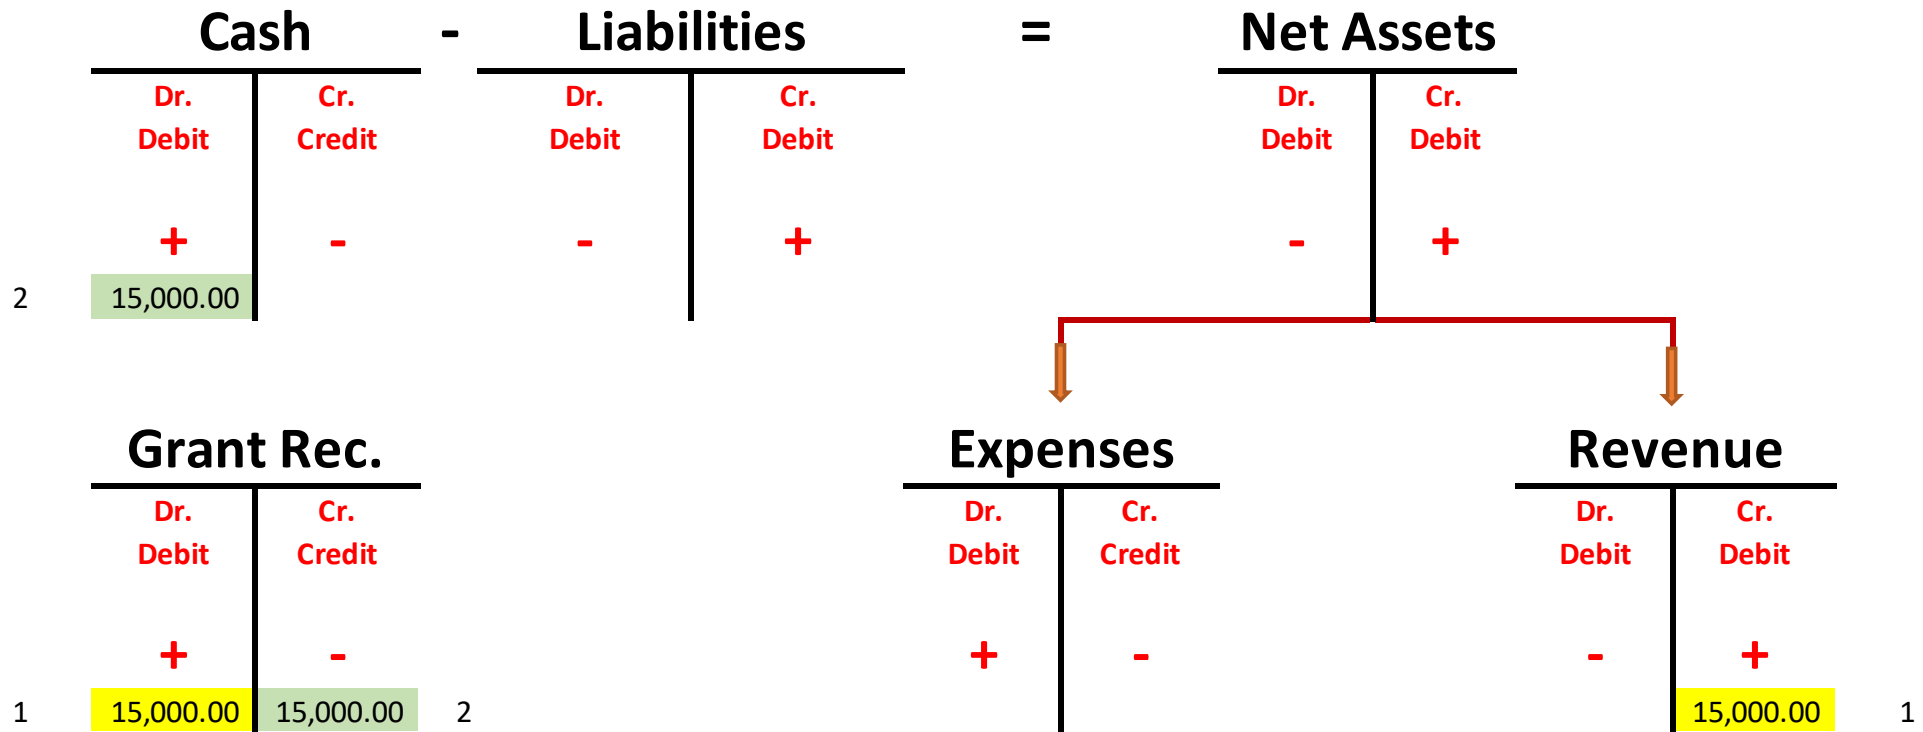 Cash - Liabilities = Net Assets
Dr. Cr. Dr. Cr. Dr. Cr.
Debit Credit Debit Debit Debit Debit
+ - - + - +
2 15,000.00
Grant Rec. Expenses Revenue
Dr. Cr. Dr. Cr. Dr. Cr.
Debit Credit Debit Credit Debit Debit
+ - + - - +
1 15,000.00 15,000.00 2 15,000.00 1